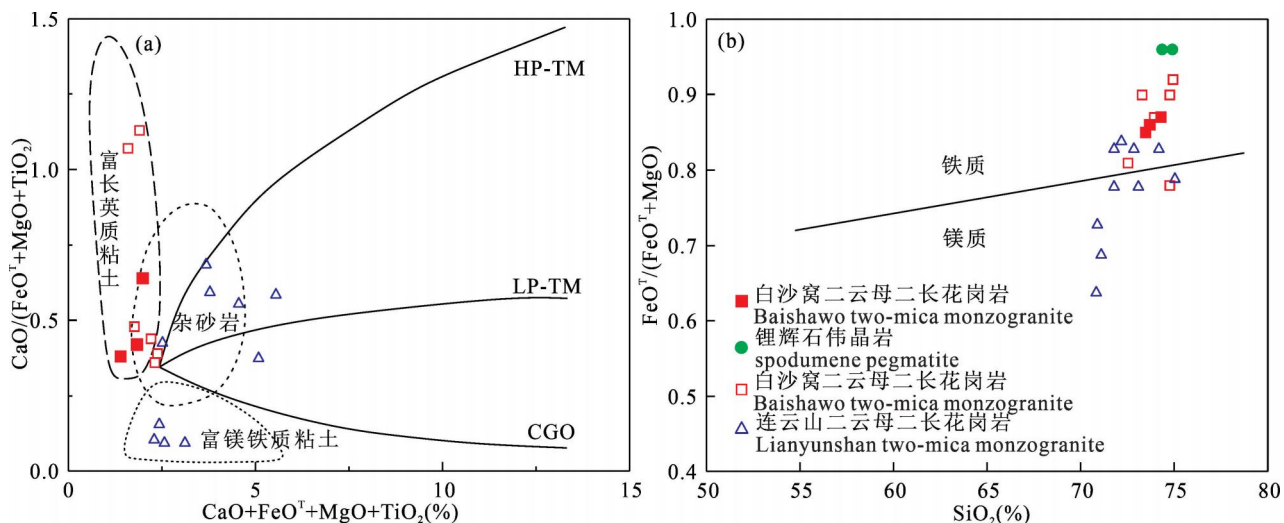 (a)
1.5
1.0
0.5
0.0
CaO/(FeOᵀ+MgO+TiO₂)
0
5
10
15
CaO+FeOᵀ+MgO+TiO₂(%)
HP-TM
LP-TM
CGO
富长英质粘土
杂砂岩
富镁铁质粘土
(b)
1.0
0.9
0.8
0.7
0.6
0.5
0.4
FeOᵀ/(FeOᵀ+MgO)
50
55
60
65
70
75
80
SiO₂(%)
铁质
镁质
白沙窝二云母二长花岗岩
Baishawo two-mica monzogranite
锂辉石伟晶岩
spodumene pegmatite
白沙窝二云母二长花岗岩
Baishawo two-mica monzogranite
连云山二云母二长花岗岩
Lianyunshan two-mica monzogranite